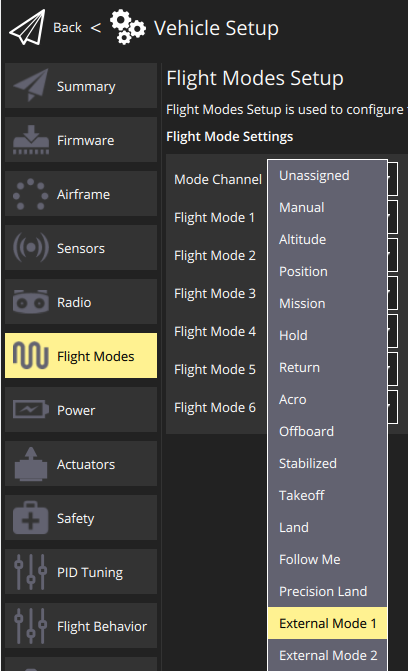 Back < Vehicle Setup
Summary
Firmware
Airframe
Sensors
Radio
Flight Modes
Power
Actuators
Safety
PID Tuning
Flight Behavior
Flight Modes Setup
Flight Modes Setup is used to configure
Flight Mode Settings
Mode Channel
Flight Mode 1
Flight Mode 2
Flight Mode 3
Flight Mode 4
Flight Mode 5
Flight Mode 6
Unassigned
Manual
Altitude
Position
Mission
Hold
Return
Acro
Offboard
Stabilized
Takeoff
Land
Follow Me
Precision Land
External Mode 1
External Mode 2